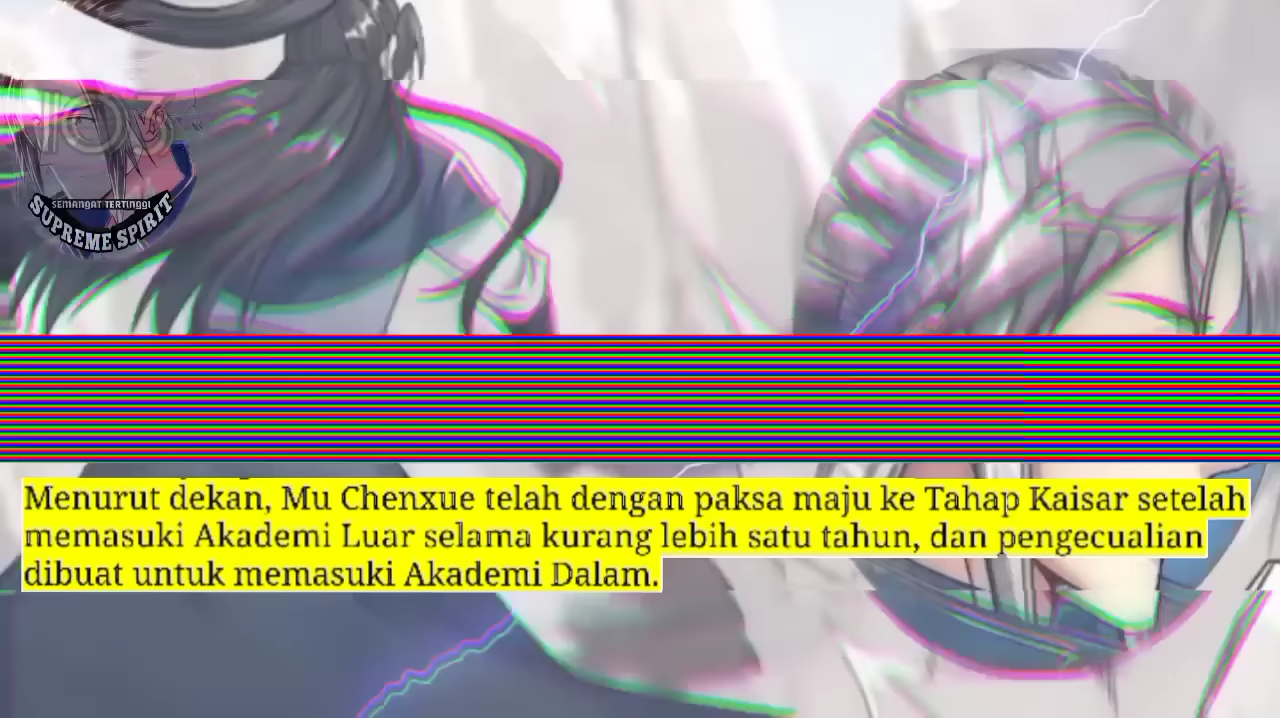 103
SEMANGAT TERTINGGI
SUPREME SPIRIT
Menurut dekan, Mu Chenxue telah dengan paksa maju ke Tahap Kaisar setelah
memasuki Akademi Luar selama kurang lebih satu tahun, dan pengecualian
dibuat untuk memasuki Akademi Dalam.